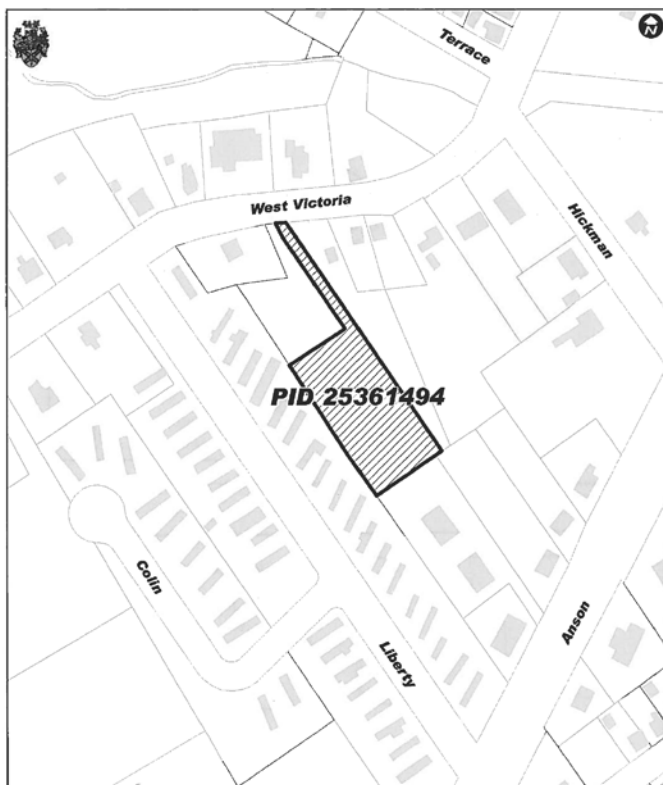 Terrace
N
West Victoria
Hickman
PID 25361494
Colin
Anson
Liberty